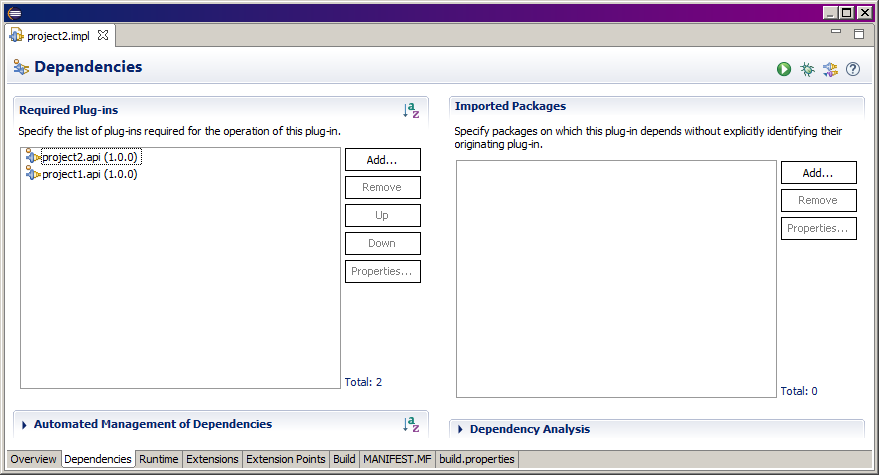 project2.impl
Dependencies
Required Plug-ins
Specify the list of plug-ins required for the operation of this plug-in.
project2.api (1.0.0)
project1.api (1.0.0)
Add...
Remove
Up
Down
Properties...
Total: 2
Automated Management of Dependencies
Imported Packages
Specify packages on which this plug-in depends without explicitly identifying their
originating plug-in.
Add...
Remove
Properties...
Total: 0
Dependency Analysis
Overview Dependencies Runtime Extensions Extension Points Build MANIFEST.MF build.properties